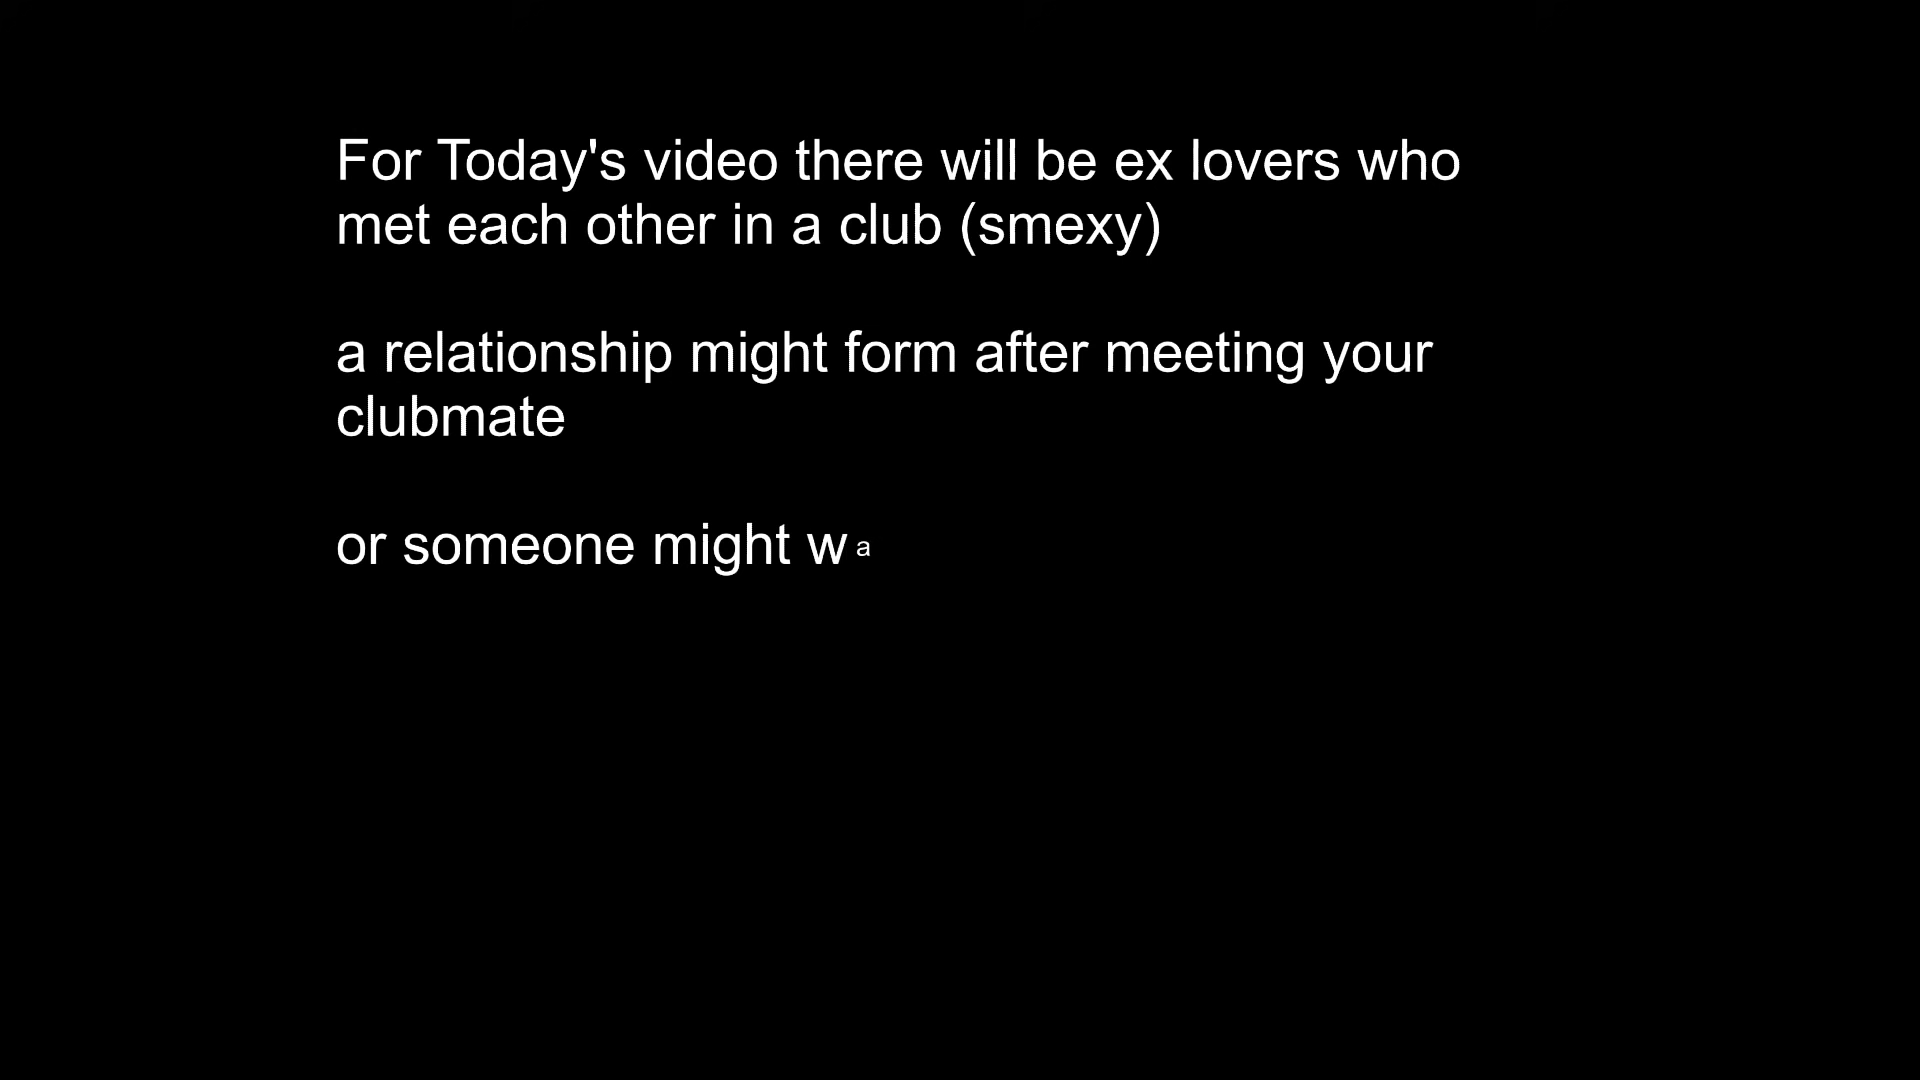 For Today's video there will be ex lovers who
met each other in a club (smexy)
a relationship might form after meeting your
clubmate
or someone might wa